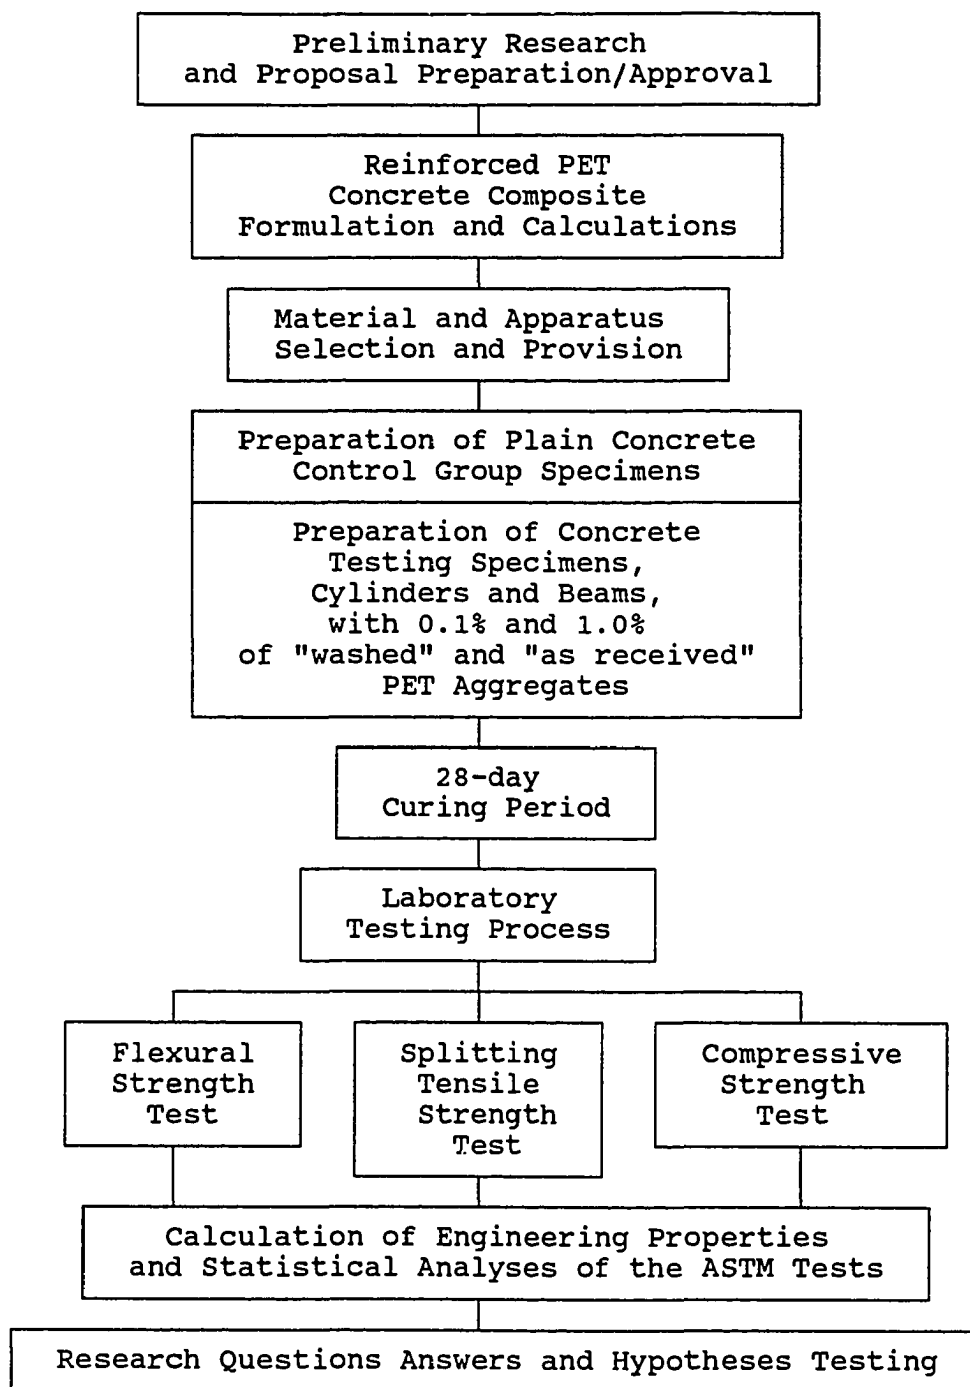 Preliminary Research
and Proposal Preparation/Approval
Reinforced PET
Concrete Composite
Formulation and Calculations
Material and Apparatus
Selection and Provision
Preparation of Plain Concrete
Control Group Specimens
Preparation of Concrete
Testing Specimens,
Cylinders and Beams,
with 0.1% and 1.0%
of "washed" and "as received"
PET Aggregates
28-day
Curing Period
Laboratory
Testing Process
Flexural
Strength
Test
Splitting
Tensile
Strength
Test
Compressive
Strength
Test
Calculation of Engineering Properties
and Statistical Analyses of the ASTM Tests
Research Questions Answers and Hypotheses Testing